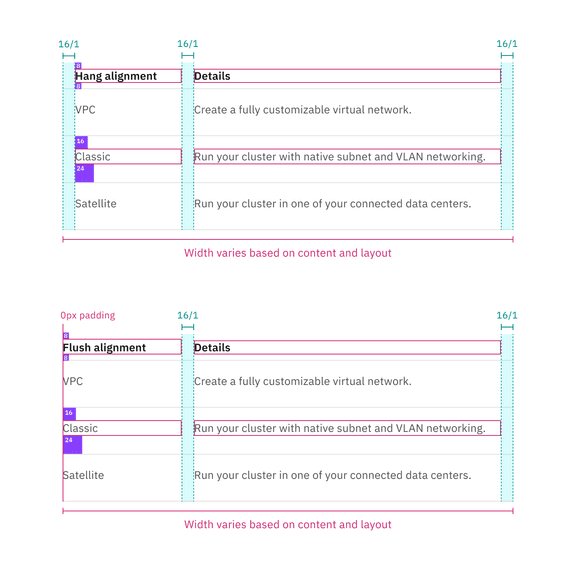 16/1 16/1 16/1
8
Hang alignment Details
8
VPC Create a fully customizable virtual network.
16
Classic Run your cluster with native subnet and VLAN networking.
24
Satellite Run your cluster in one of your connected data centers.
Width varies based on content and layout
0px padding 16/1 16/1
8
Flush alignment Details
8
VPC Create a fully customizable virtual network.
16
Classic Run your cluster with native subnet and VLAN networking.
24
Satellite Run your cluster in one of your connected data centers.
Width varies based on content and layout